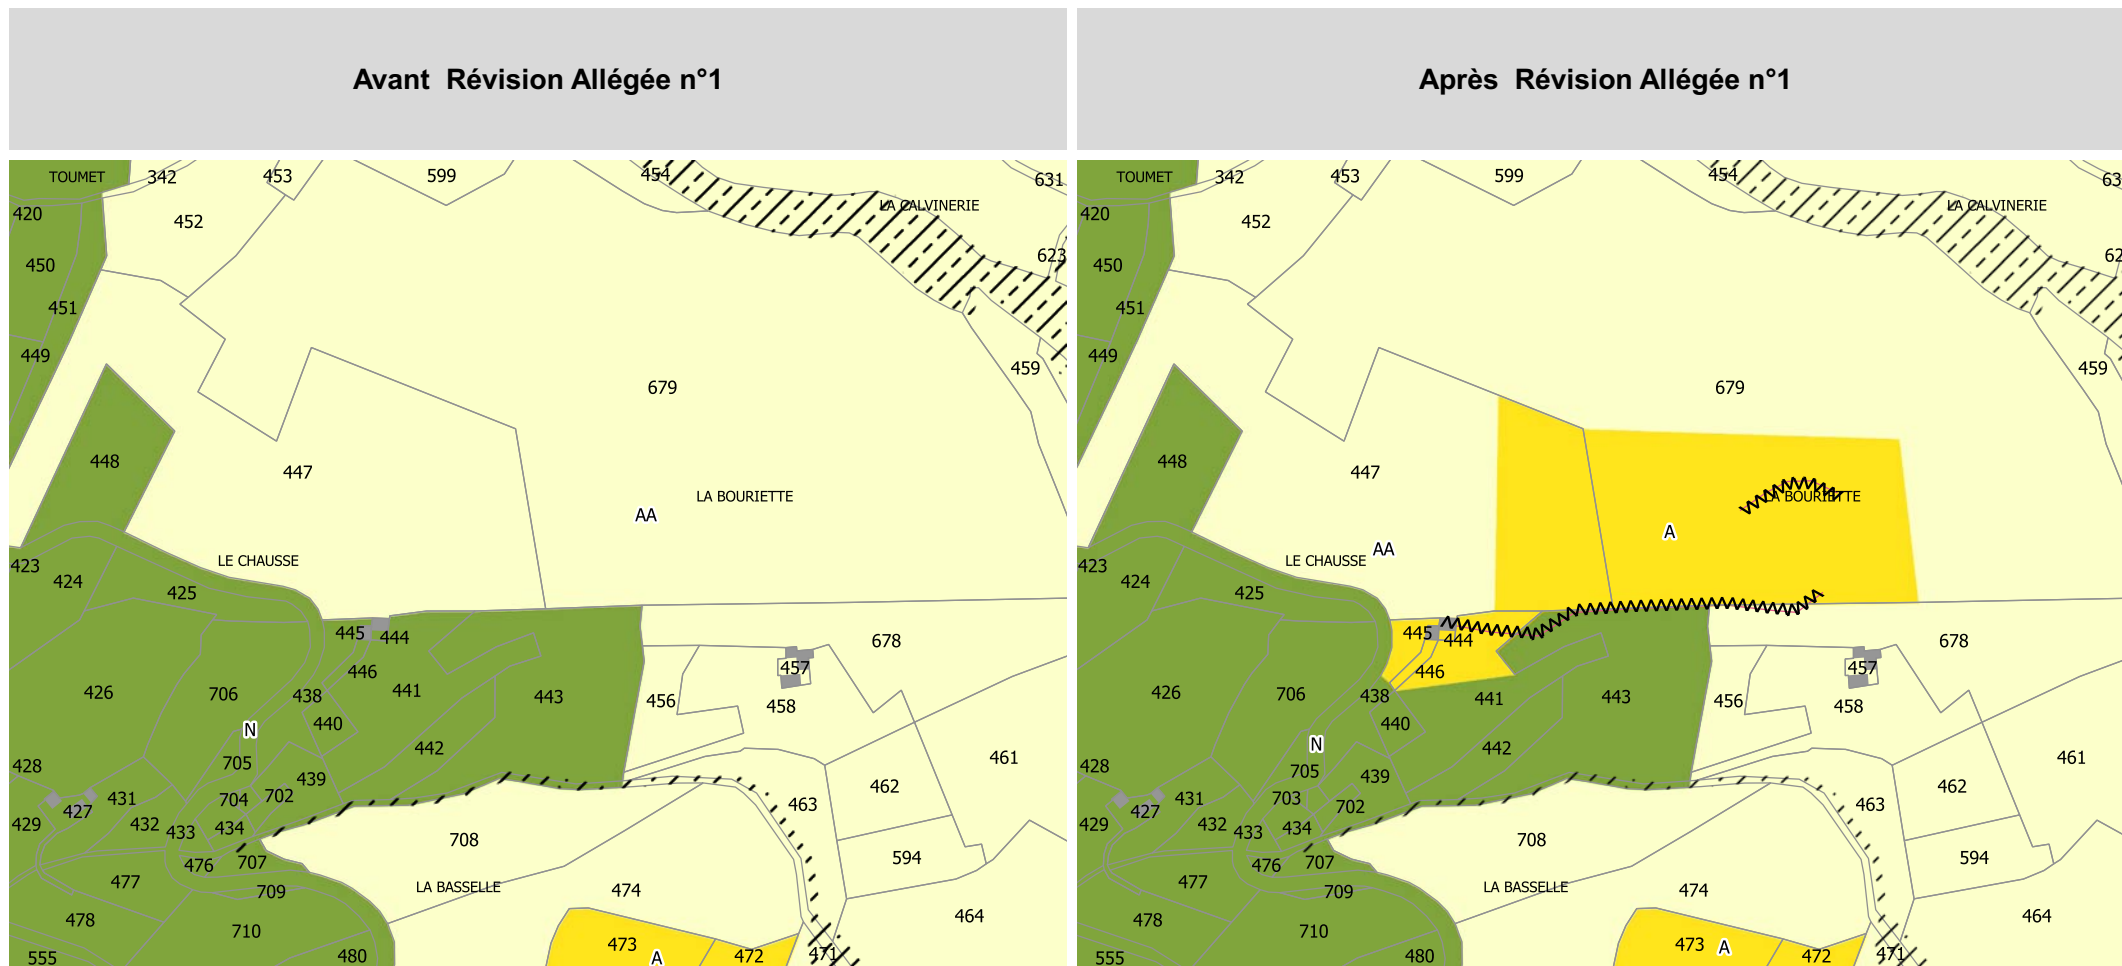 Avant Révision Allégée n°1
Après Révision Allégée n°1
TOUMET 342 453 599 454 631
420 452 LA CALVINERIE
450 623
451
449 459
679
448 447
LA BOURIETTE
AA
LE CHAUSSE
423 424 425
445 444 678
446 457
426 706 438 441 443 456 458
440
N 442
705 461
428 439 462
431 704 702 463
427
429 432 433 434 708
476 707 594
477 709 LA BASSELLE 474
478 710 464
473 472 471
555 480 A
TOUMET 342 453 599 454 63
420 452 LA CALVINERIE
450 62
451
449 459
679
448 447
LA BOURIETTE
A
AA
LE CHAUSSE
423 424 425
445 444 678
446 457
426 706 438 441 443 456 458
440
N 442
705 461
428 439 462
431 703 702 463
427
429 432 433 434 708
476 707 594
477 709 LA BASSELLE 474
478 710 464
473 A 472 471
555 480